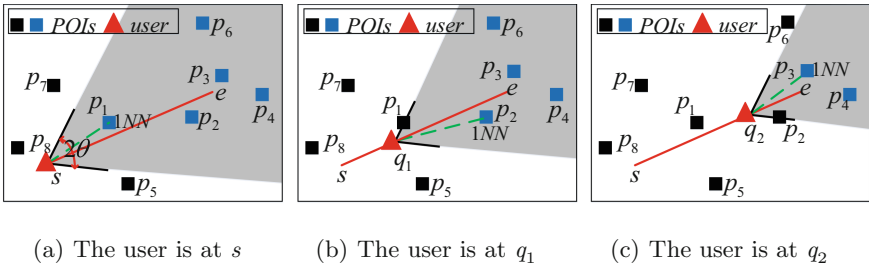 POIs user
p6
p3
p7
e
p1
p4
1NN
p2
p8
2θ
s
p5
POIs user
p6
p3
p7
e
p1
p2
p4
1NN
p8
q1
s
p5
POIs user
p6
p3
1NN
p7
e
p1
p4
q2
p2
p8
s
p5
(a) The user is at s
(b) The user is at q1
(c) The user is at q2